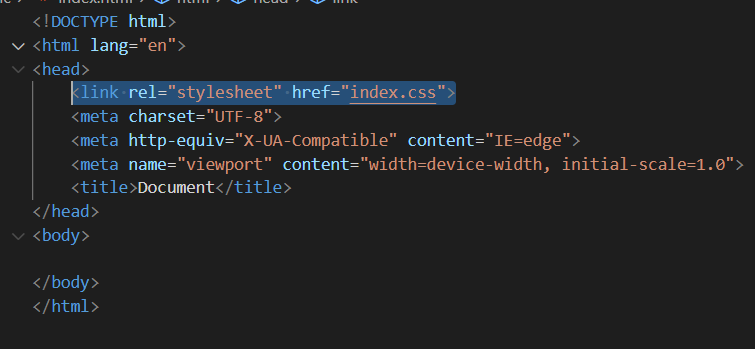 index.html > html > head > link
<!DOCTYPE html>
<html lang="en">
<head>
<link rel="stylesheet" href="index.css">
<meta charset="UTF-8">
<meta http-equiv="X-UA-Compatible" content="IE=edge">
<meta name="viewport" content="width=device-width, initial-scale=1.0">
<title>Document</title>
</head>
<body>
</body>
</html>